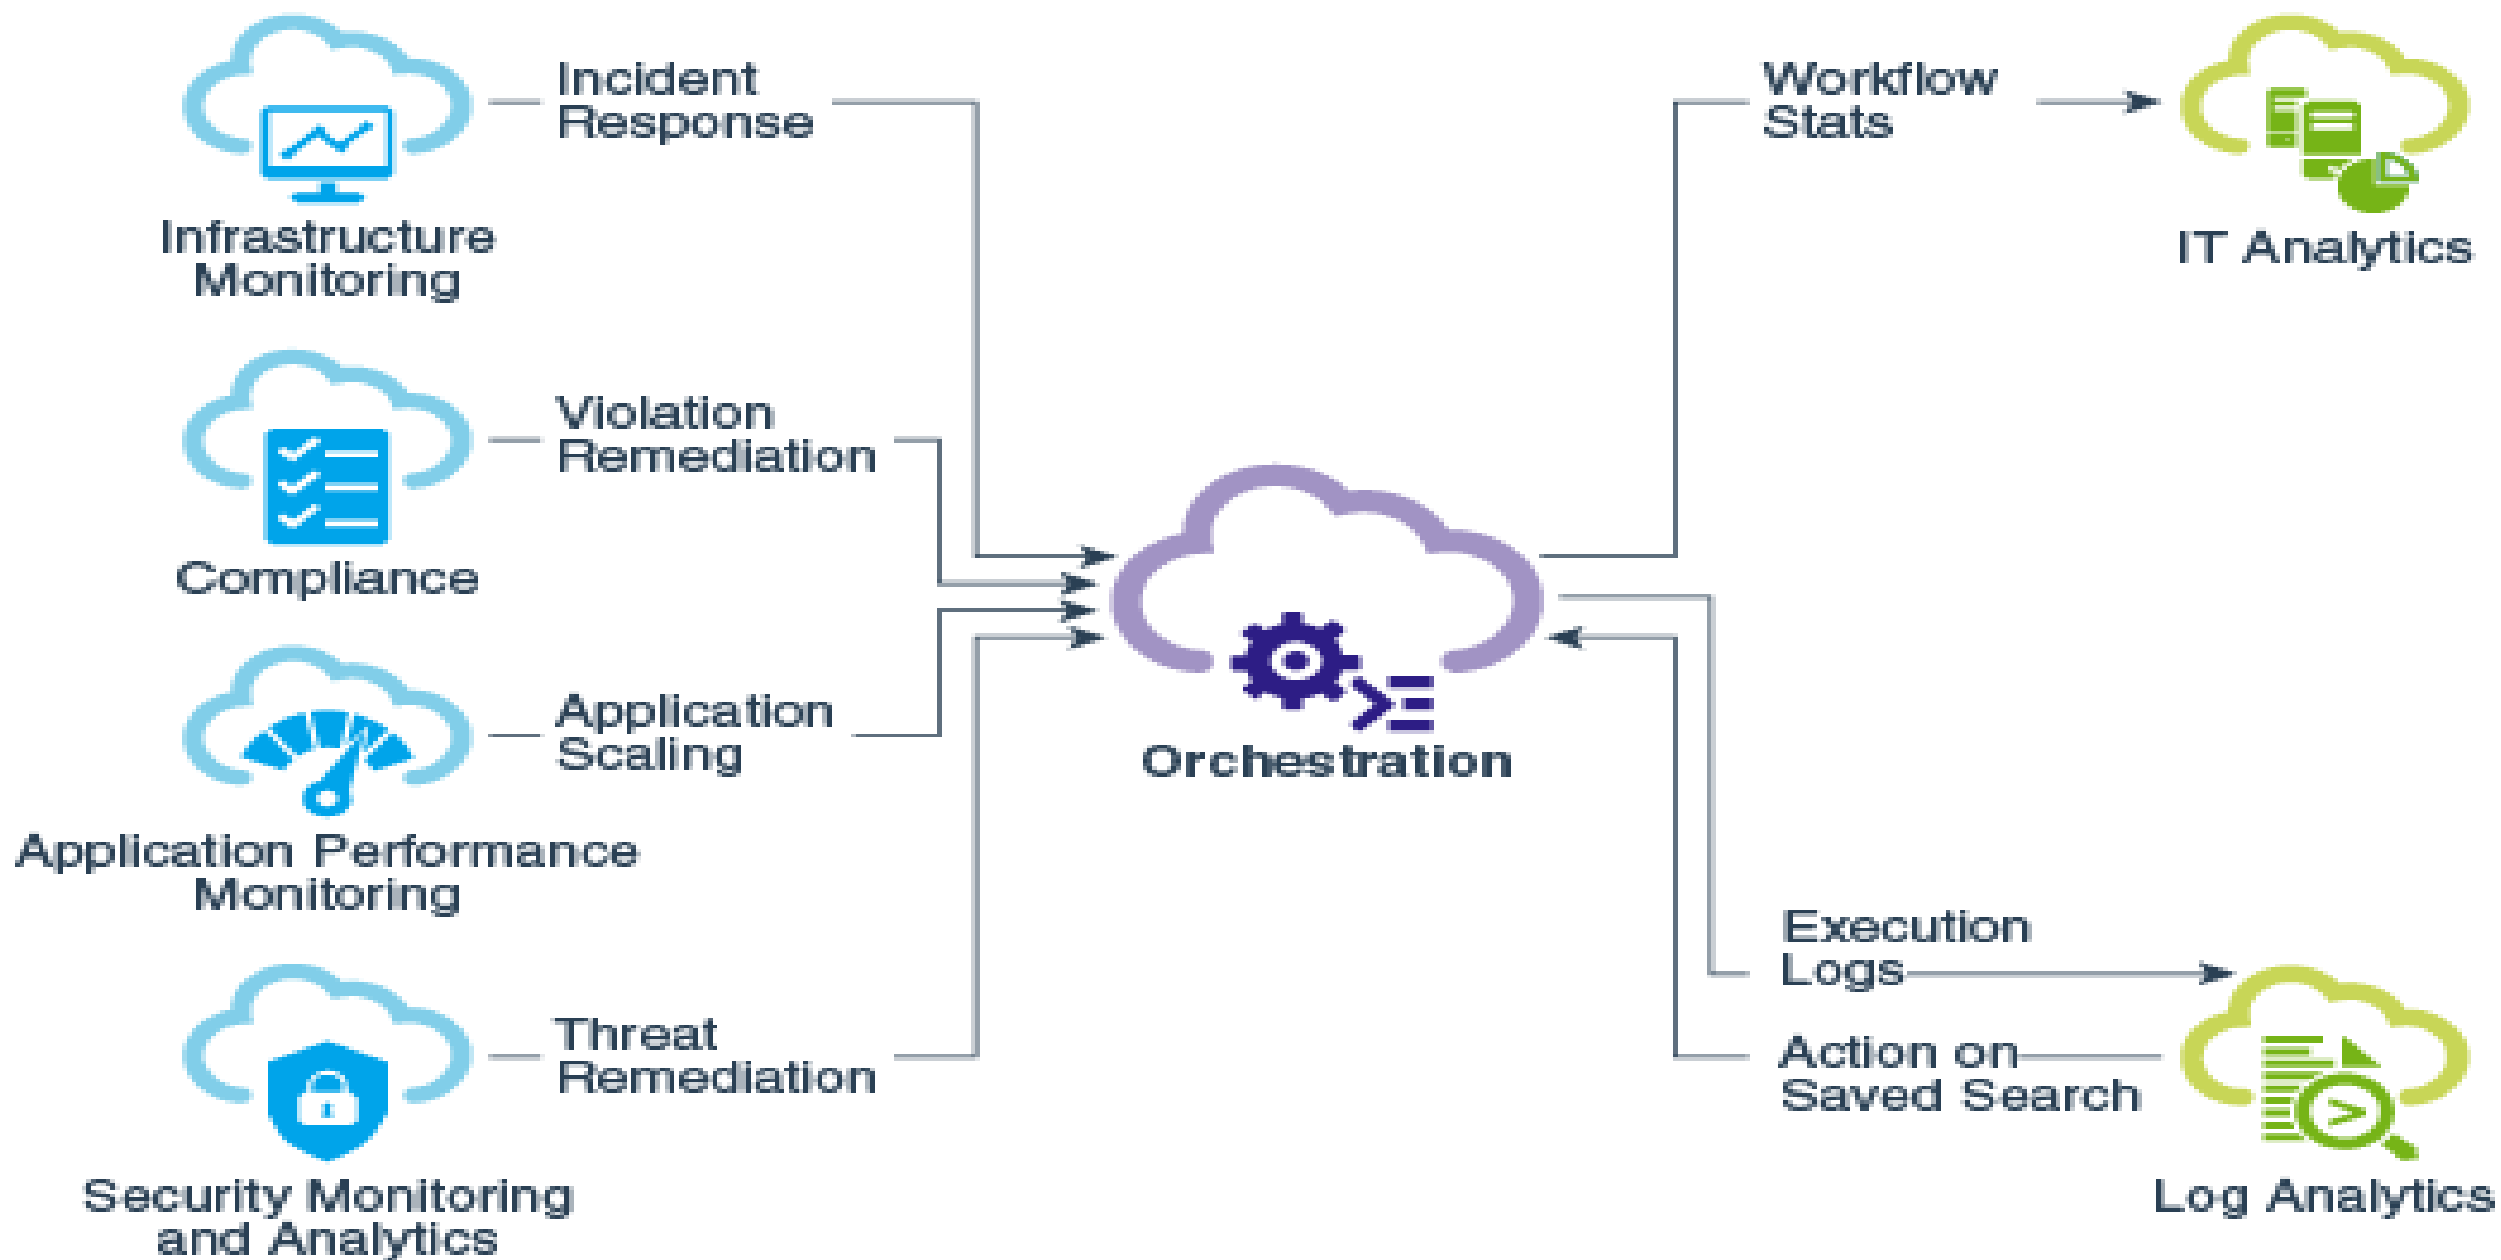 Incident
Response
Infrastructure
Monitoring
Violation
Remediation
Compliance
Application
Scaling
Application Performance
Monitoring
Threat
Remediation
Security Monitoring
and Analytics
Orchestration
Workflow
Stats
IT Analytics
Execution
Logs
Action on
Saved Search
Log Analytics